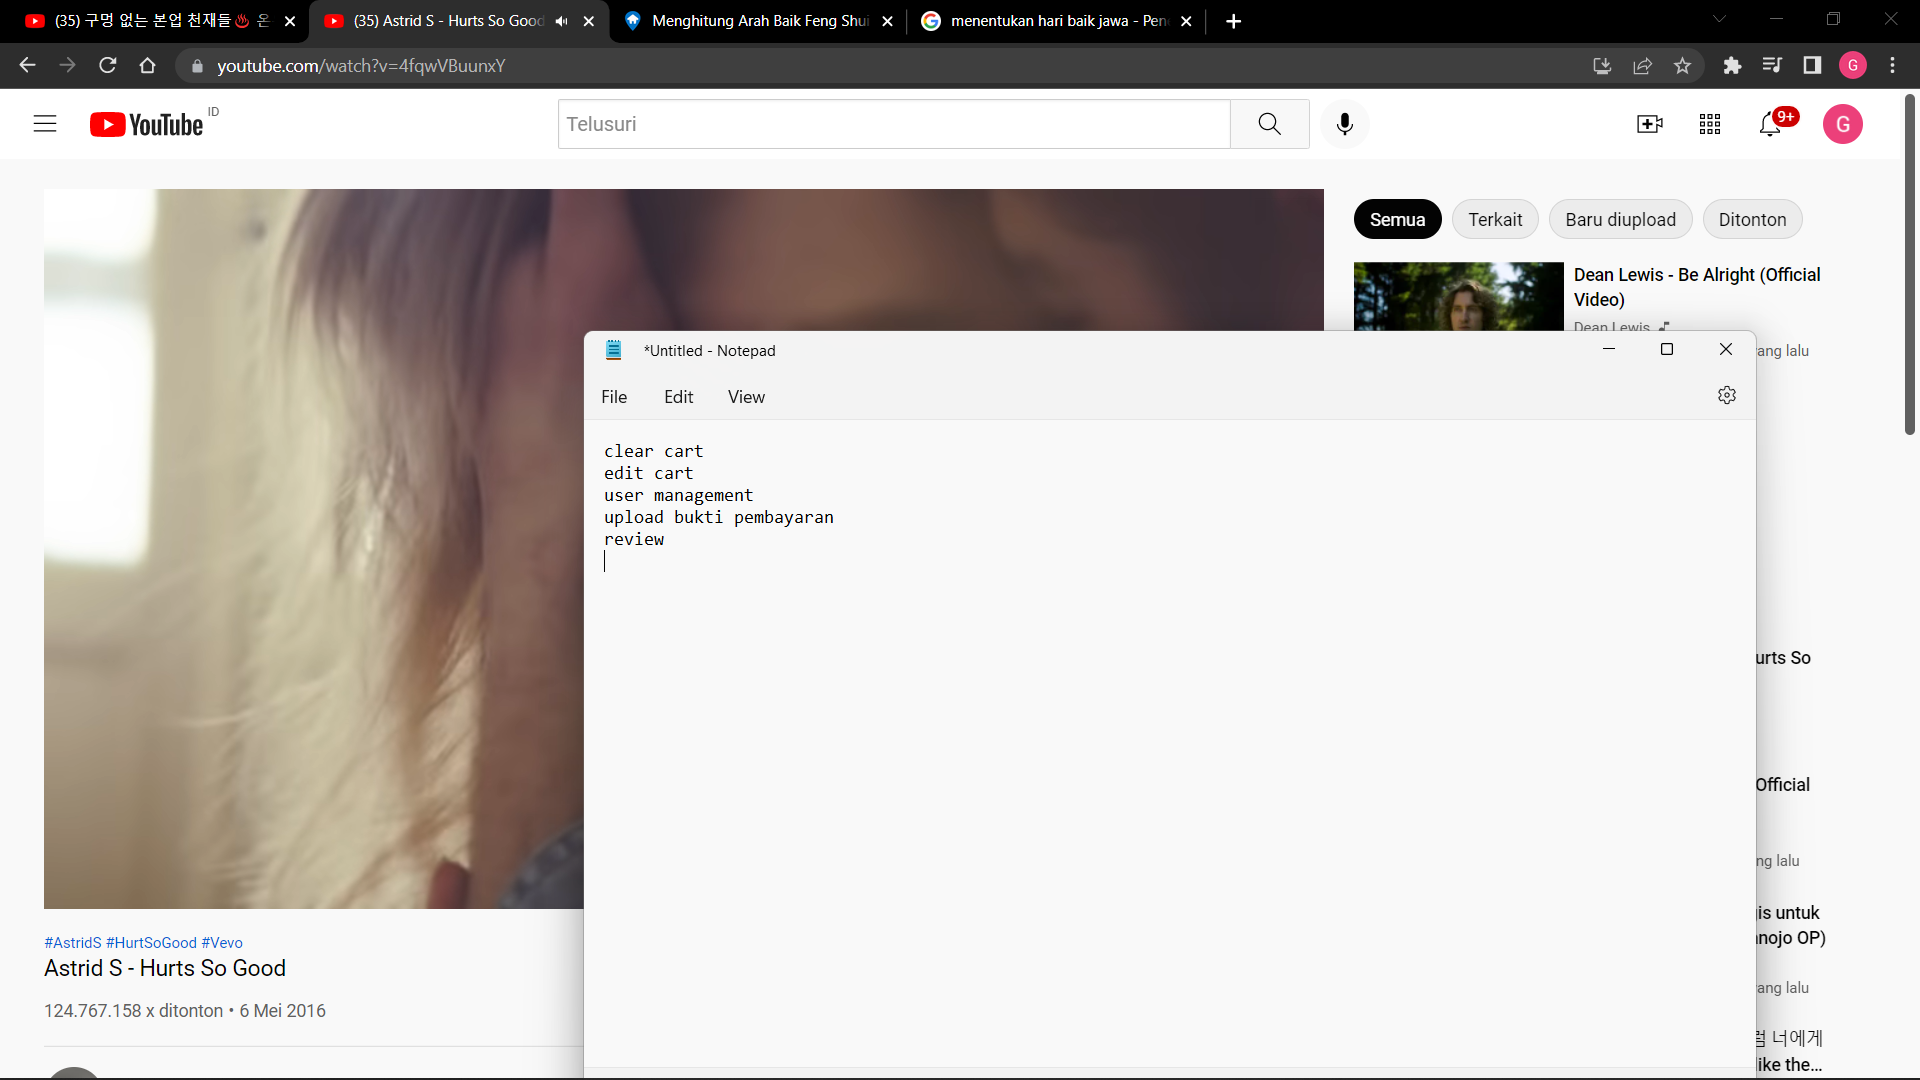 (35) 구멍 없는 본업 천재들♨ 온
(35) Astrid S - Hurts So Good
Menghitung Arah Baik Feng Shui
menentukan hari baik jawa - Pen
youtube.com/watch?v=4fqwVBuunxY
G
YouTube ID
Telusuri
9+
G
Semua
Terkait
Baru diupload
Ditonton
Dean Lewis - Be Alright (Official
Video)
Dean Lewis
ang lalu
*Untitled - Notepad
File
Edit
View
clear cart
edit cart
user management
upload bukti pembayaran
review
urts So
Official
ng lalu
is untuk
nojo OP)
ang lalu
럼 너에게
like the...
#AstridS #HurtSoGood #Vevo
Astrid S - Hurts So Good
124.767.158 x ditonton • 6 Mei 2016